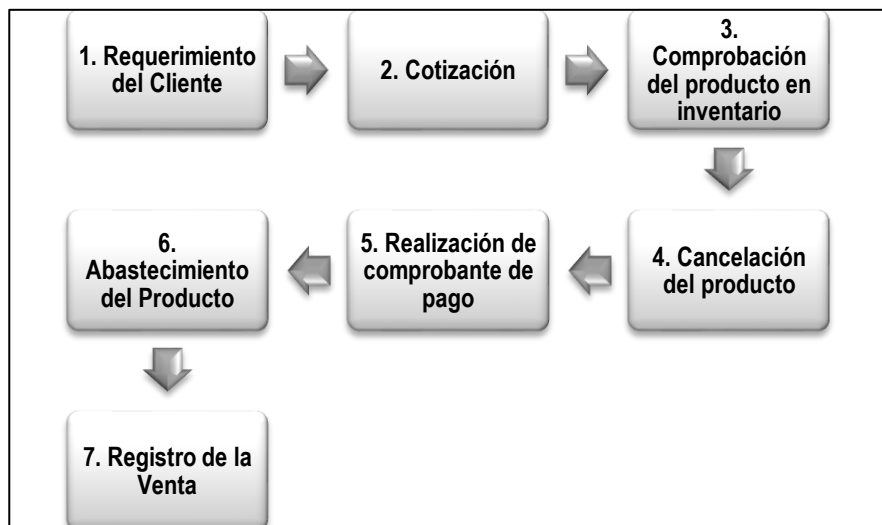 1. Requerimiento
del Cliente
2. Cotización
3.
Comprobación
del producto en
inventario
4. Cancelación
del producto
5. Realización de
comprobante de
pago
6.
Abastecimiento
del Producto
7. Registro de la
Venta